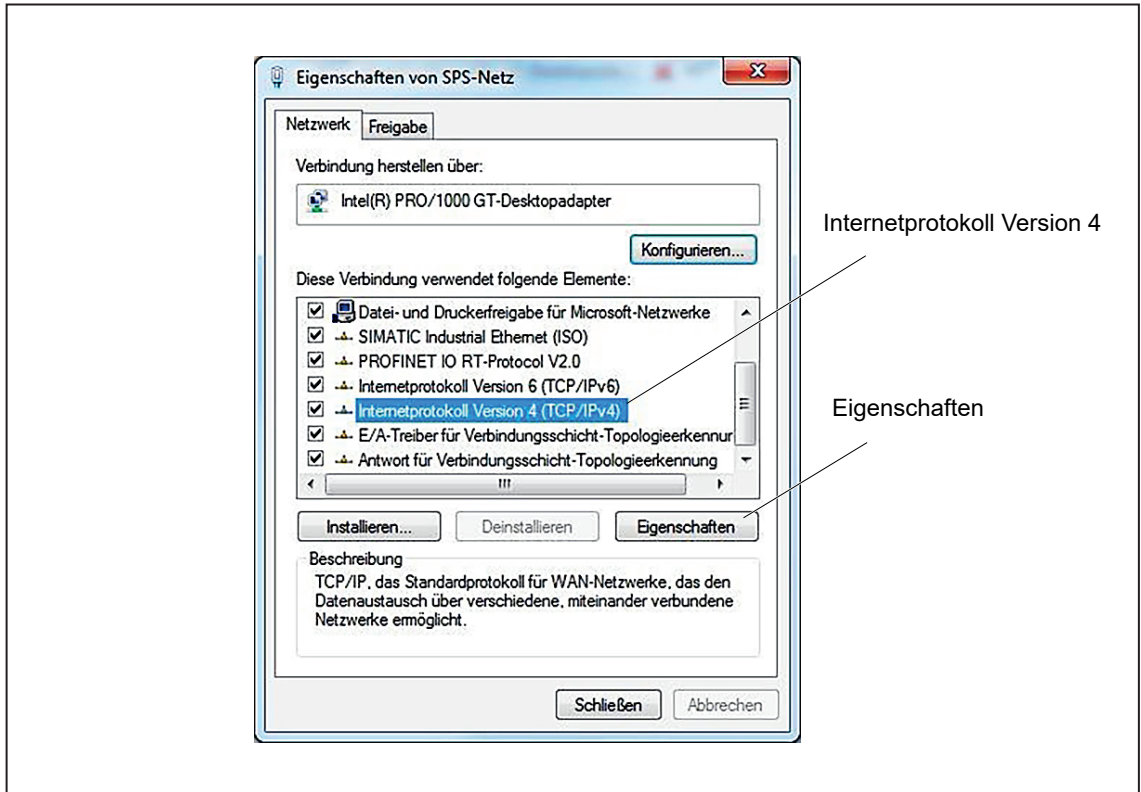 Eigenschaften von SPS-Netz
Netzwerk
Freigabe
Verbindung herstellen über:
Intel(R) PRO/1000 GT-Desktopadapter
Konfigurieren...
Diese Verbindung verwendet folgende Elemente:
Datei- und Druckerfreigabe für Microsoft-Netzwerke
SIMATIC Industrial Ethernet (ISO)
PROFINET IO RT-Protocol V2.0
Internetprotokoll Version 6 (TCP/IPv6)
Internetprotokoll Version 4 (TCP/IPv4)
E/A-Treiber für Verbindungsschicht-Topologieerkennur
Antwort für Verbindungsschicht-Topologieerkennung
Installieren...
Deinstallieren
Eigenschaften
Beschreibung
TCP/IP, das Standardprotokoll für WAN-Netzwerke, das den
Datenaustausch über verschiedene, miteinander verbundene
Netzwerke ermöglicht.
Schließen
Abbrechen
Internetprotokoll Version 4
Eigenschaften